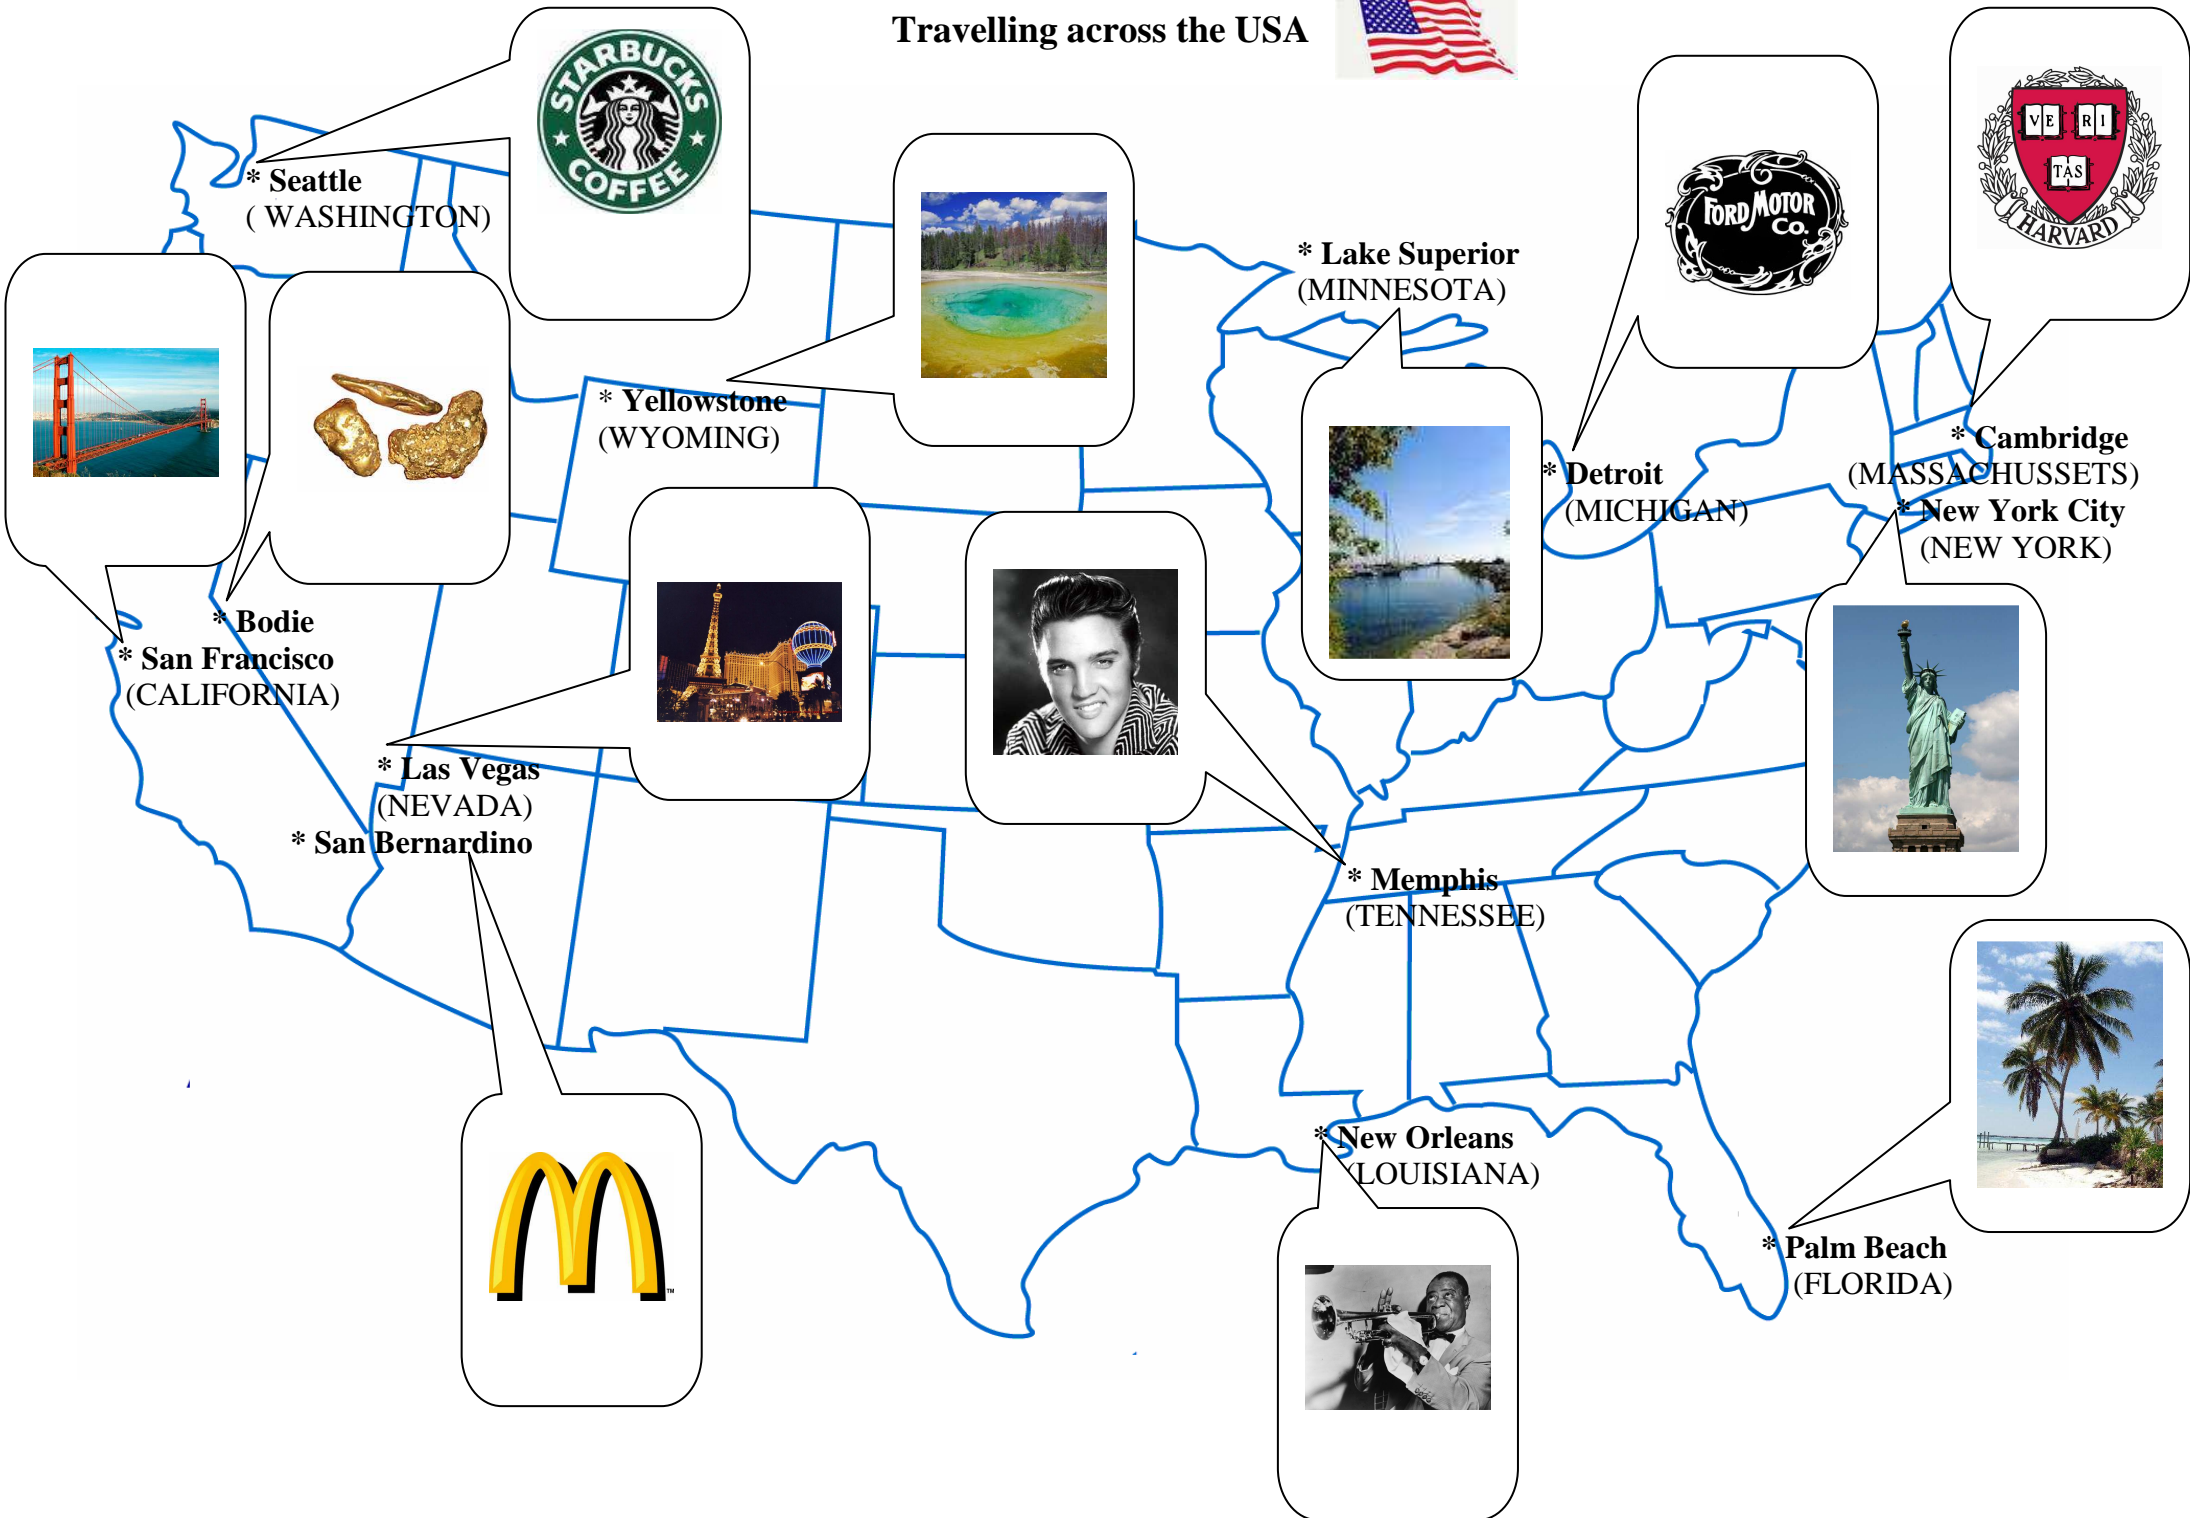 Travelling across the USA
STARBUCKS
COFFEE
* Seattle
( WASHINGTON)
* Yellowstone
(WYOMING)
* Lake Superior
(MINNESOTA)
FORD MOTOR
Co.
VE RI
TAS
HARVARD
* Cambridge
(MASSACHUSSETS)
* Detroit
(MICHIGAN)
* New York City
(NEW YORK)
* Bodie
* San Francisco
(CALIFORNIA)
* Las Vegas
(NEVADA)
* San Bernardino
* Memphis
(TENNESSEE)
* New Orleans
(LOUISIANA)
* Palm Beach
(FLORIDA)
TM